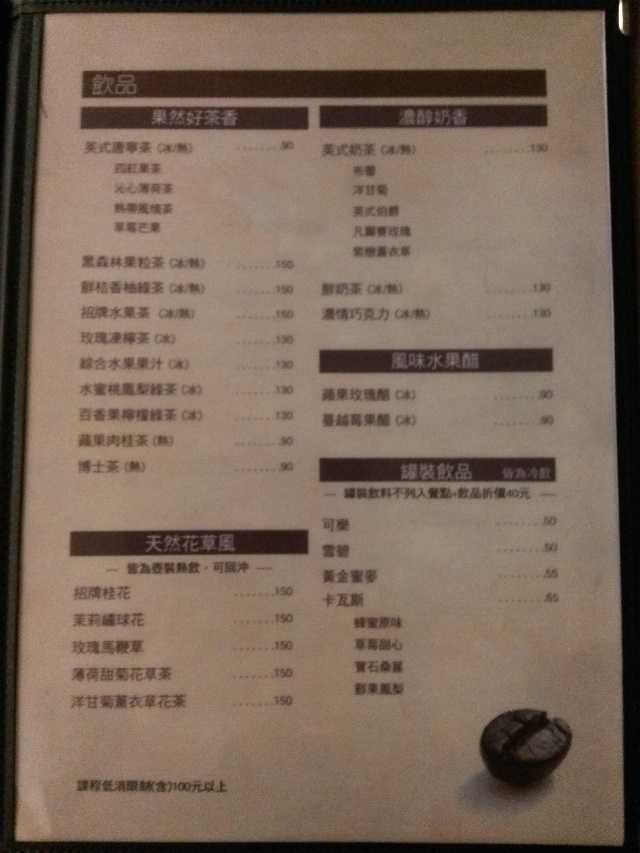 飲品
果然好茶香
英式唐寧茶 (冰/熱) ........90
四紅果茶
沁心薄荷茶
熱帶風情茶
草莓芒果
黑森林果粒茶 (冰/熱) .......150
鮮桔香柚綠茶 (冰/熱) .......150
招牌水果茶 (冰/熱) .......150
玫瑰凍檸茶 (冰) .......130
綜合水果果汁 (冰) .......130
水蜜桃鳳梨綠茶 (冰) .......130
百香果檸檬綠茶 (冰) .......130
蘋果肉桂茶 (熱) ........90
博士茶 (熱) ........90
天然花草風
--- 皆為壺裝熱飲，可回沖 ----
招牌桂花 .......150
茉莉繡球花 .......150
玫瑰馬鞭草 .......150
薄荷甜菊花草茶 .......150
洋甘菊薰衣草花茶 .......150
課程低消限制(含)100元以上
濃醇奶香
英式奶茶 (冰/熱) ........130
布蕾
洋甘菊
英式伯爵
凡爾賽玫瑰
紫戀薰衣草
鮮奶茶 (冰/熱) ........130
濃情巧克力 (冰/熱) ........130
風味水果醋
蘋果玫瑰醋 (冰) ........90
蔓越莓果醋 (冰) ........90
罐裝飲品 皆為冷飲
--- 罐裝飲料不列入餐點+飲品折價40元 ----
可樂 ........50
雪碧 ........50
黃金蜜麥 ........55
卡瓦斯 ........65
蜂蜜原味
草莓甜心
寶石桑葚
鮮果鳳梨